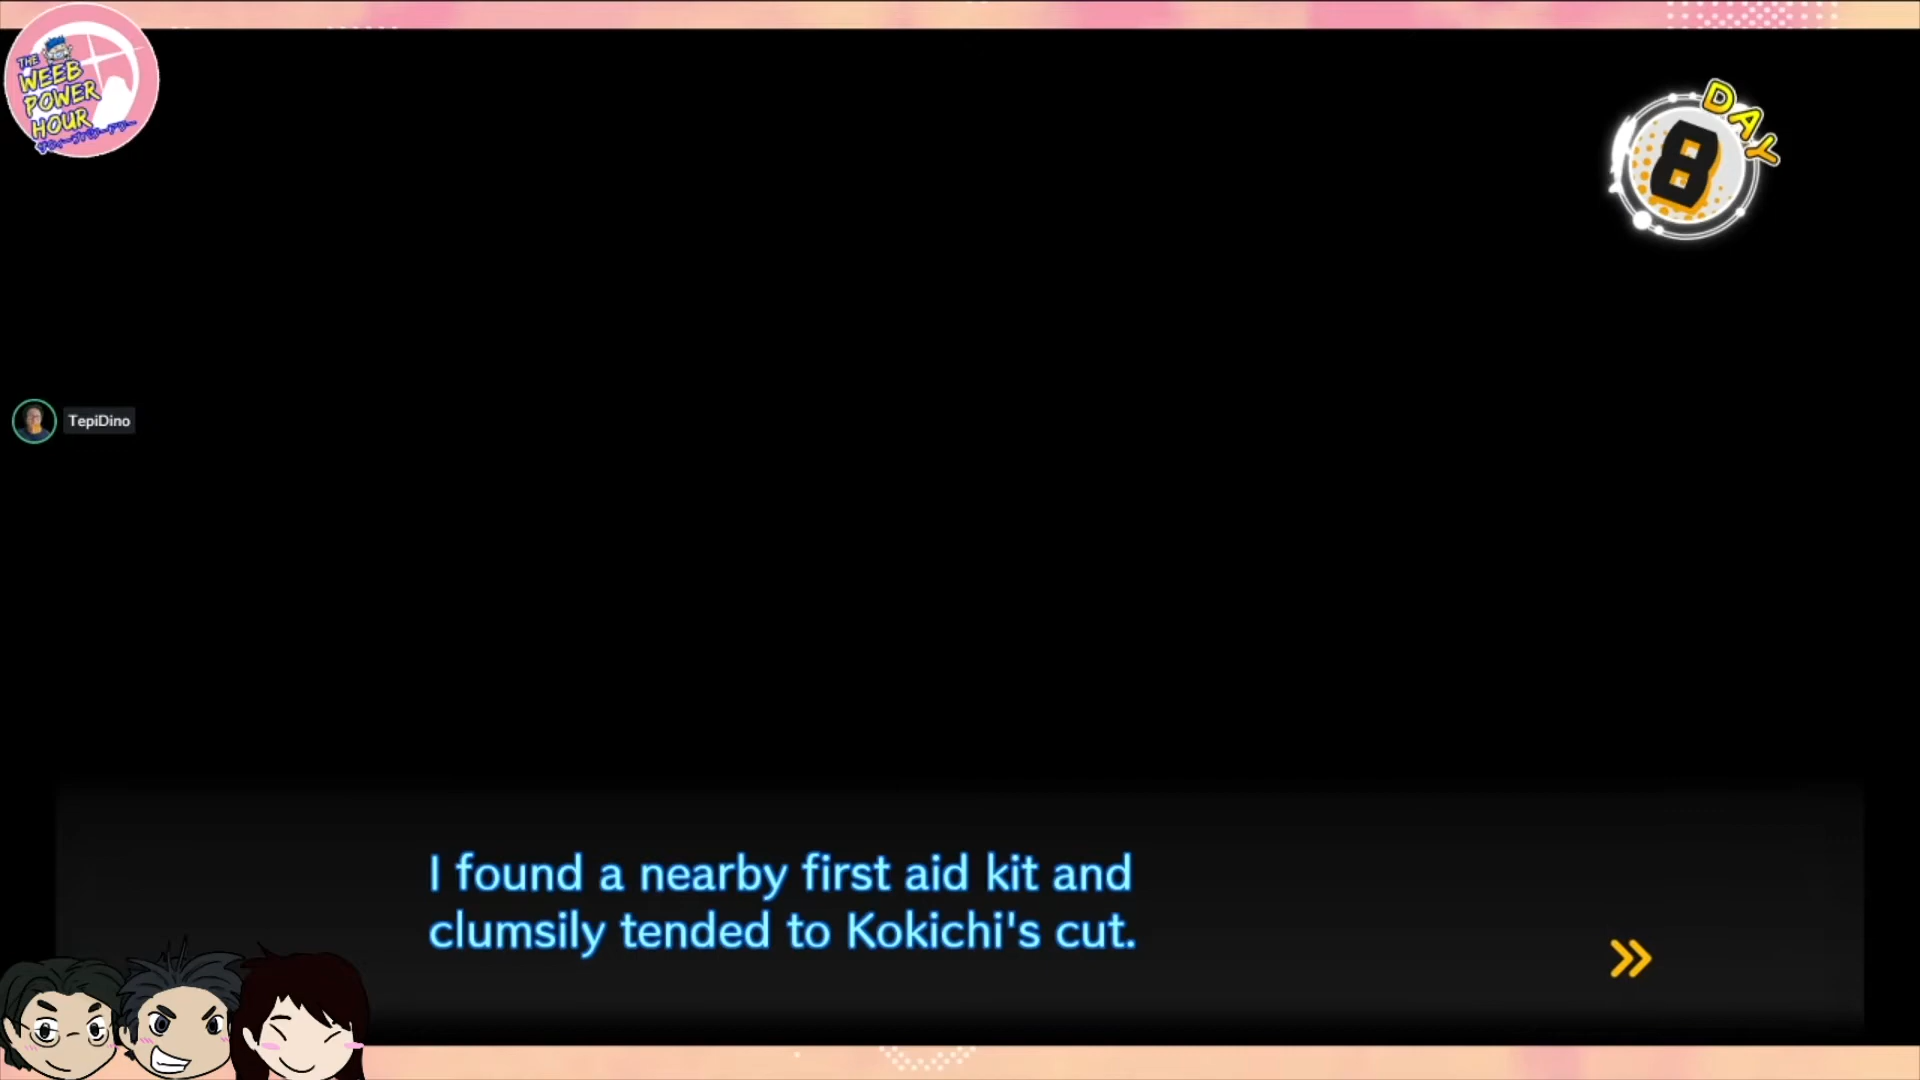 THE
WEEB
POWER
HOUR
DAY
8
TepiDino
I found a nearby first aid kit and
clumsily tended to Kokichi's cut.